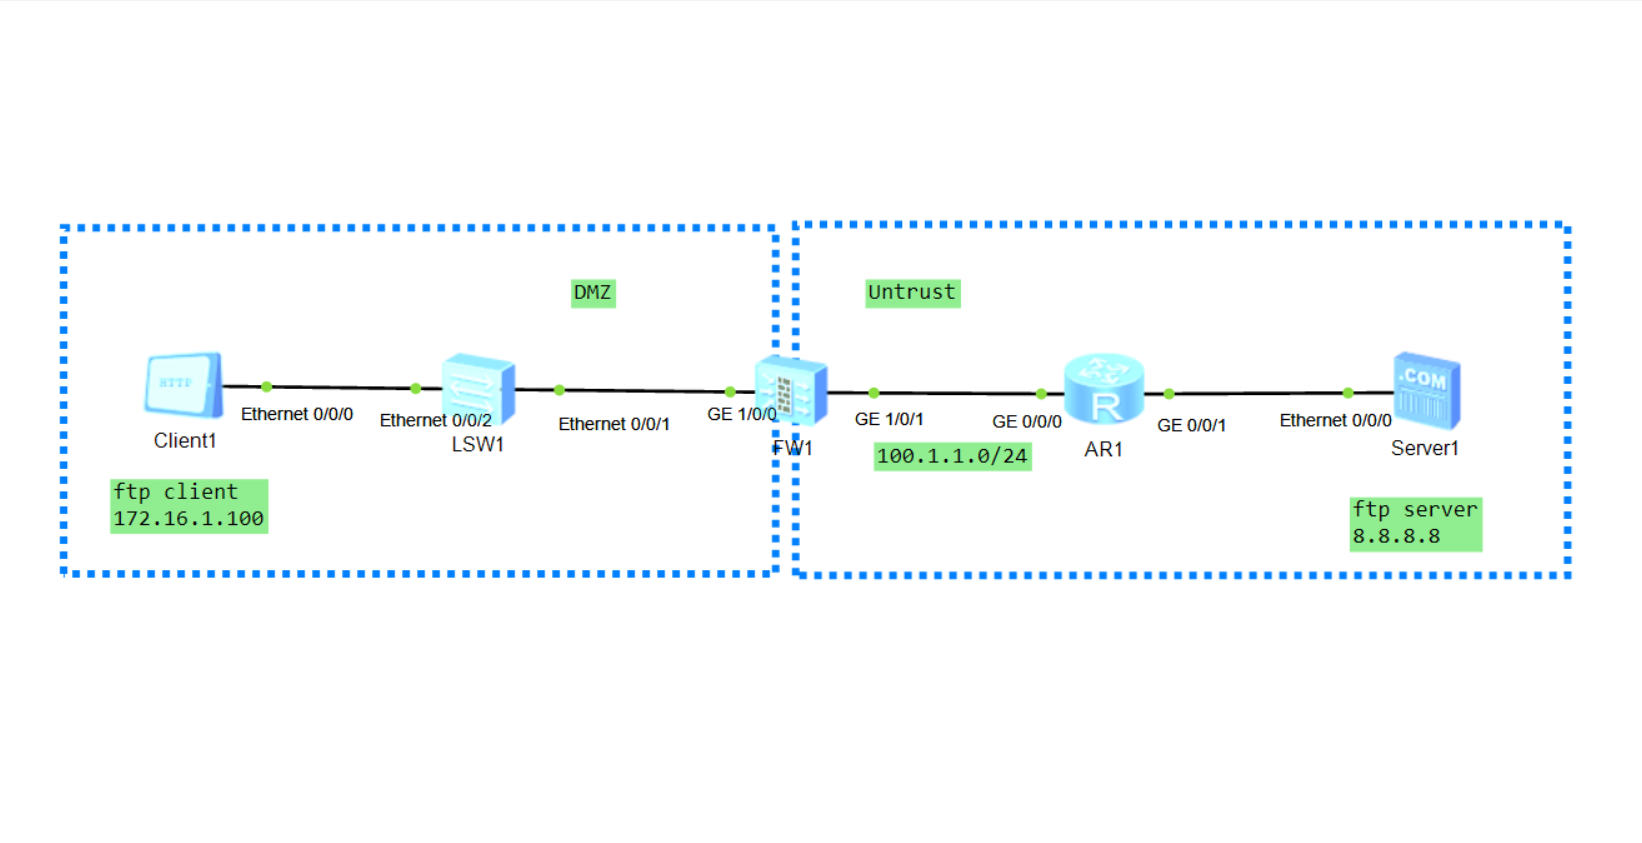 DMZ
Untrust
HTTP
.COM
R
Ethernet 0/0/0
Ethernet 0/0/2
Ethernet 0/0/1
GE 1/0/0
GE 1/0/1
GE 0/0/0
GE 0/0/1
Ethernet 0/0/0
Client1
LSW1
FW1
AR1
Server1
100.1.1.0/24
ftp client
172.16.1.100
ftp server
8.8.8.8